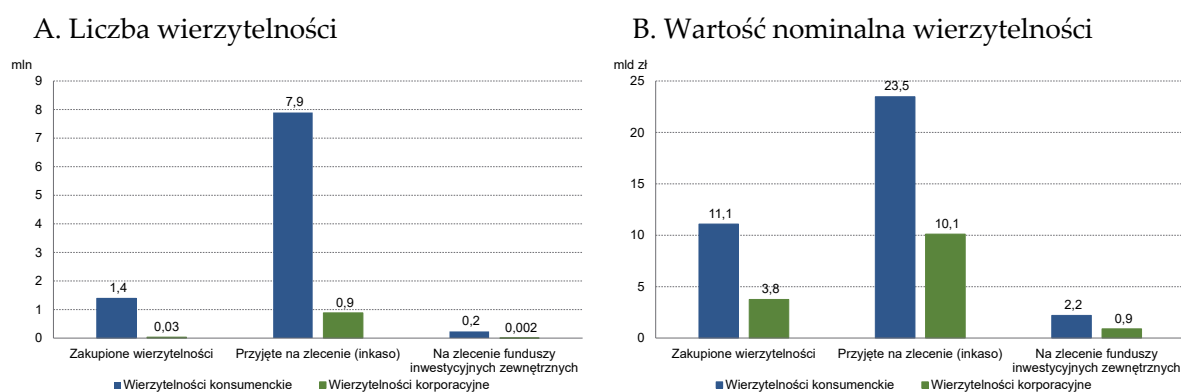 A. Liczba wierzytelności
mln
9
8
7
6
5
4
3
2
1
0
1,4
0,03
7,9
0,9
0,2
0,002
Zakupione wierzytelności
Przyjęte na zlecenie (inkaso)
Na zlecenie funduszy
inwestycyjnych zewnętrznych
Wierzytelności konsumenckie
Wierzytelności korporacyjne
B. Wartość nominalna wierzytelności
mld zł
25
20
15
10
5
0
11,1
3,8
23,5
10,1
2,2
0,9
Zakupione wierzytelności
Przyjęte na zlecenie (inkaso)
Na zlecenie funduszy
inwestycyjnych zewnętrznych
Wierzytelności konsumenckie
Wierzytelności korporacyjne